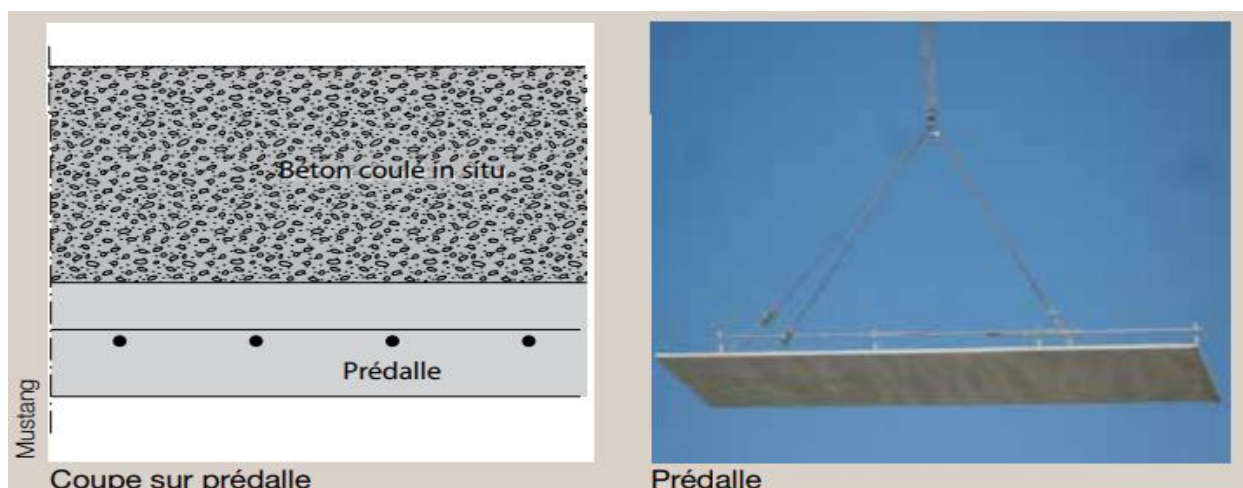 Béton coulé in situ
Prédalle
Mustang
Coupe sur prédalle
Prédalle